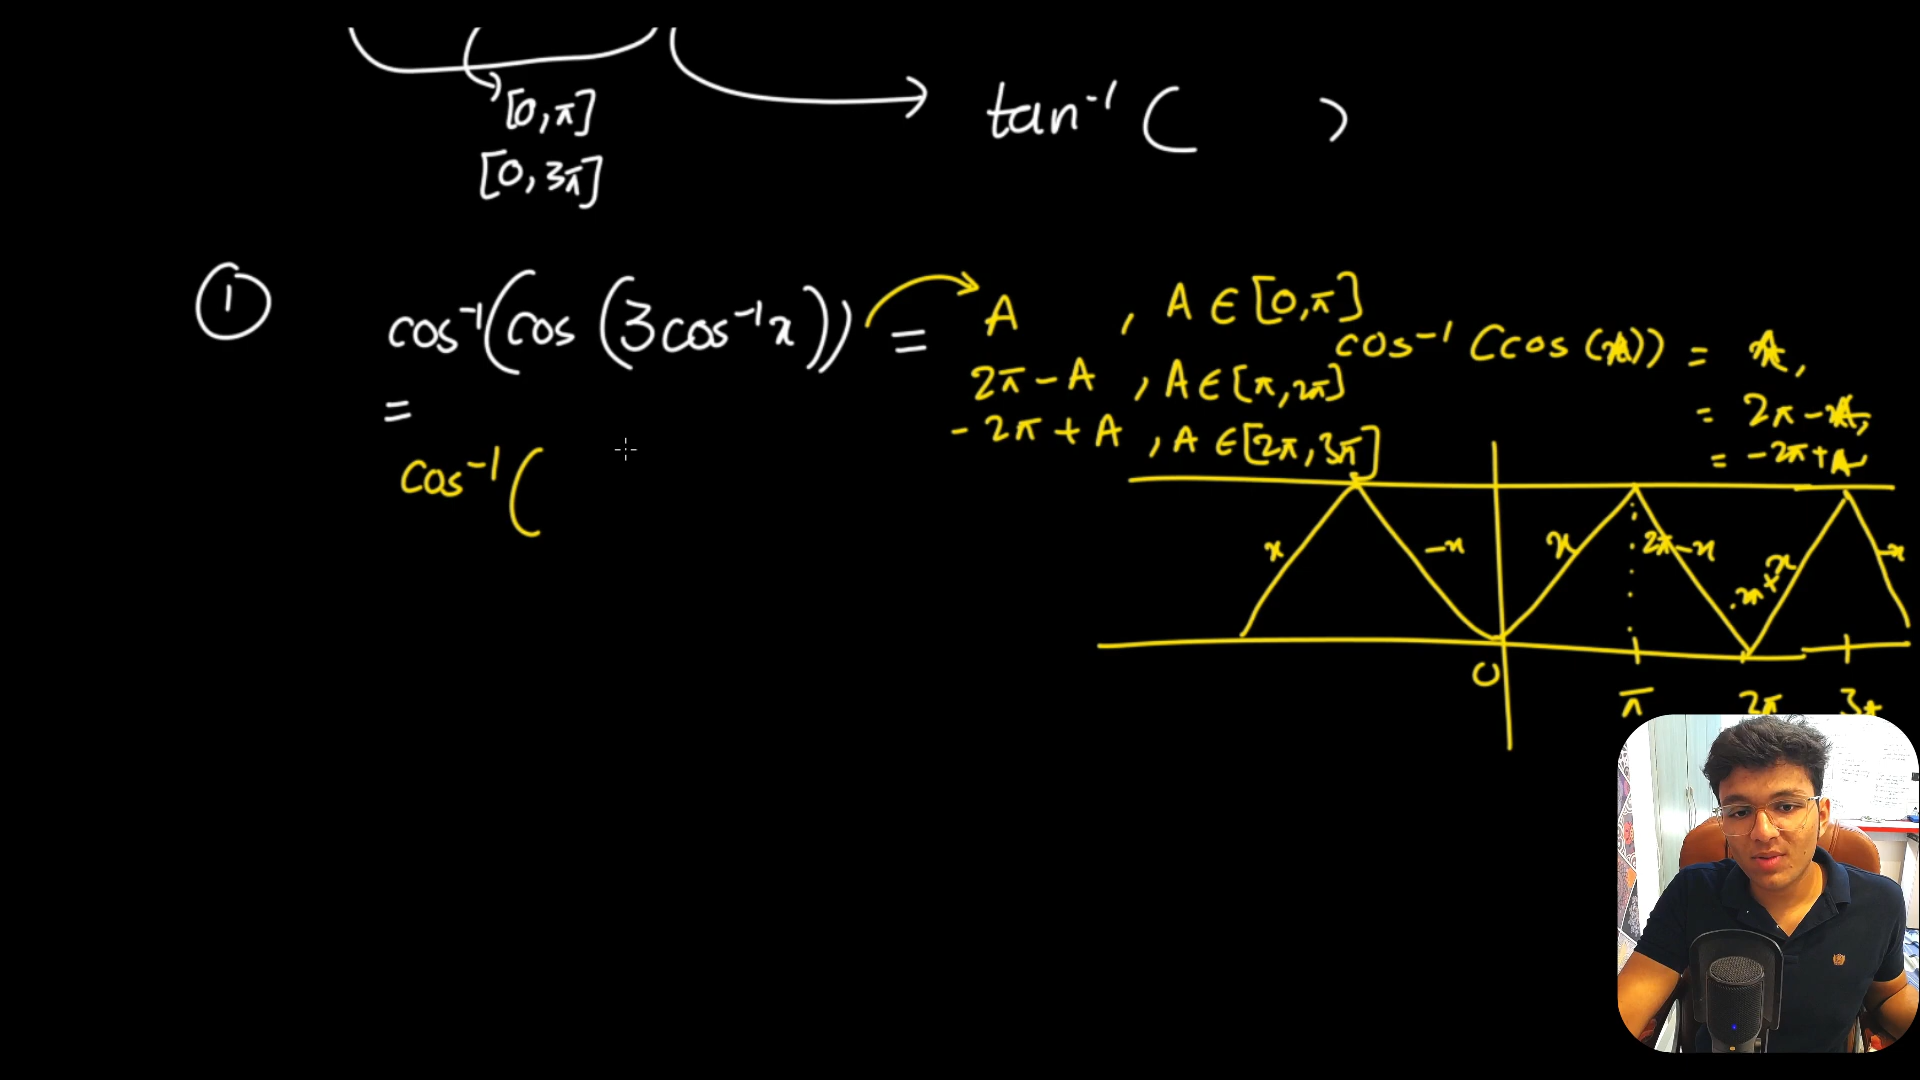 [0, π]
[0, 3π]
tan⁻¹ (      )
①
cos⁻¹(cos (3cos⁻¹x)) = A , A ∈ [0, π]
2π - A , A ∈ [π, 2π]
- 2π + A , A ∈ [2π, 3π]
=
cos⁻¹ (
cos⁻¹ (cos (A)) = A,
= 2π - A,
= -2π + A
x
-x
x
2π - x
-2π + x
-x
0
π
2π
3π